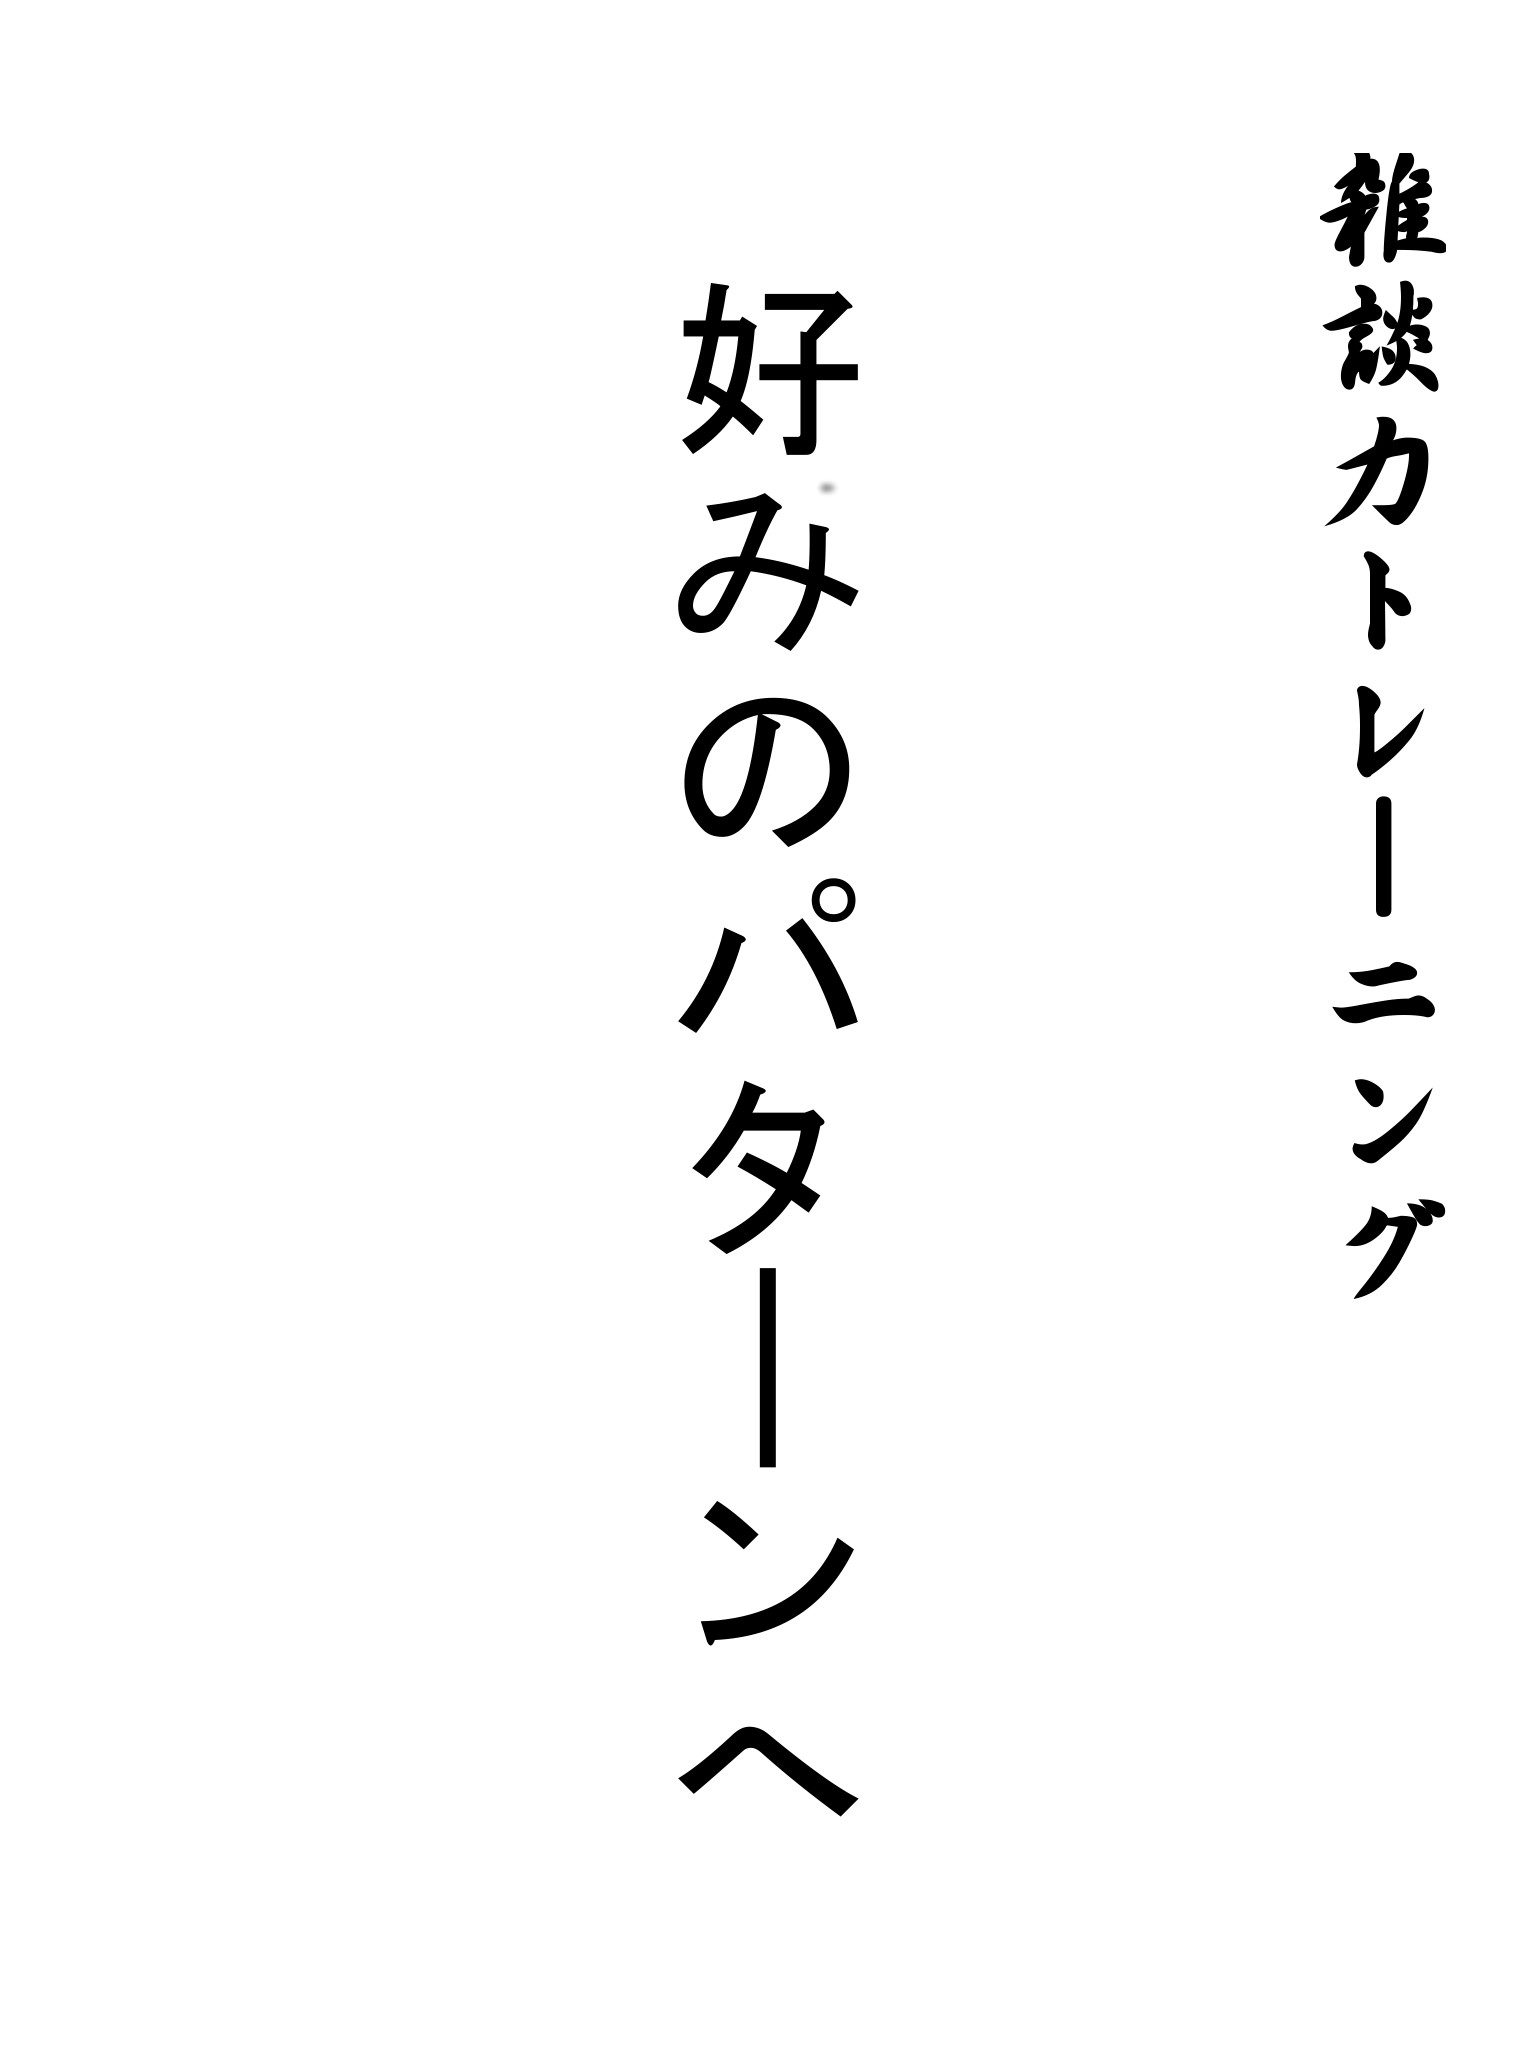 雑談力トレーニング
好みのパターンへ